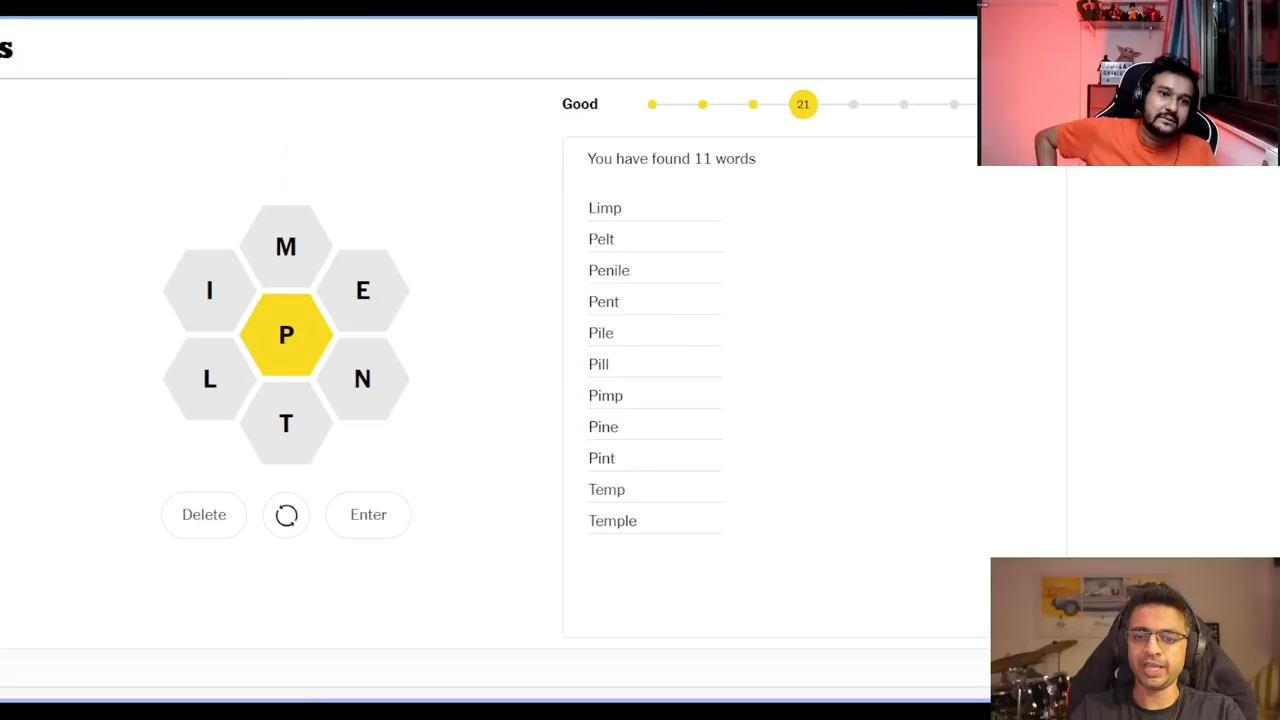 s
Good
21
You have found 11 words
Limp
Pelt
Penile
Pent
Pile
Pill
Pimp
Pine
Pint
Temp
Temple
M
I
E
P
L
N
T
Delete
Enter